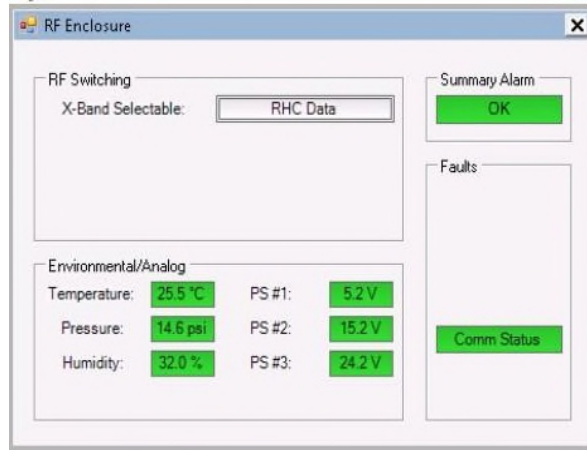 RF Enclosure
RF Switching
X-Band Selectable: RHC Data
Summary Alarm
OK
Faults
Comm Status
Environmental/Analog
Temperature: 25.5 °C PS #1: 5.2 V
Pressure: 14.6 psi PS #2: 15.2 V
Humidity: 32.0 % PS #3: 24.2 V